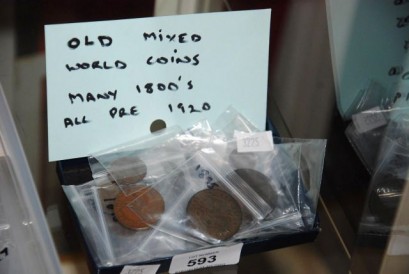 OLD MIXED
WORLD COINS
MANY 1800'S
ALL PRE 1920
593